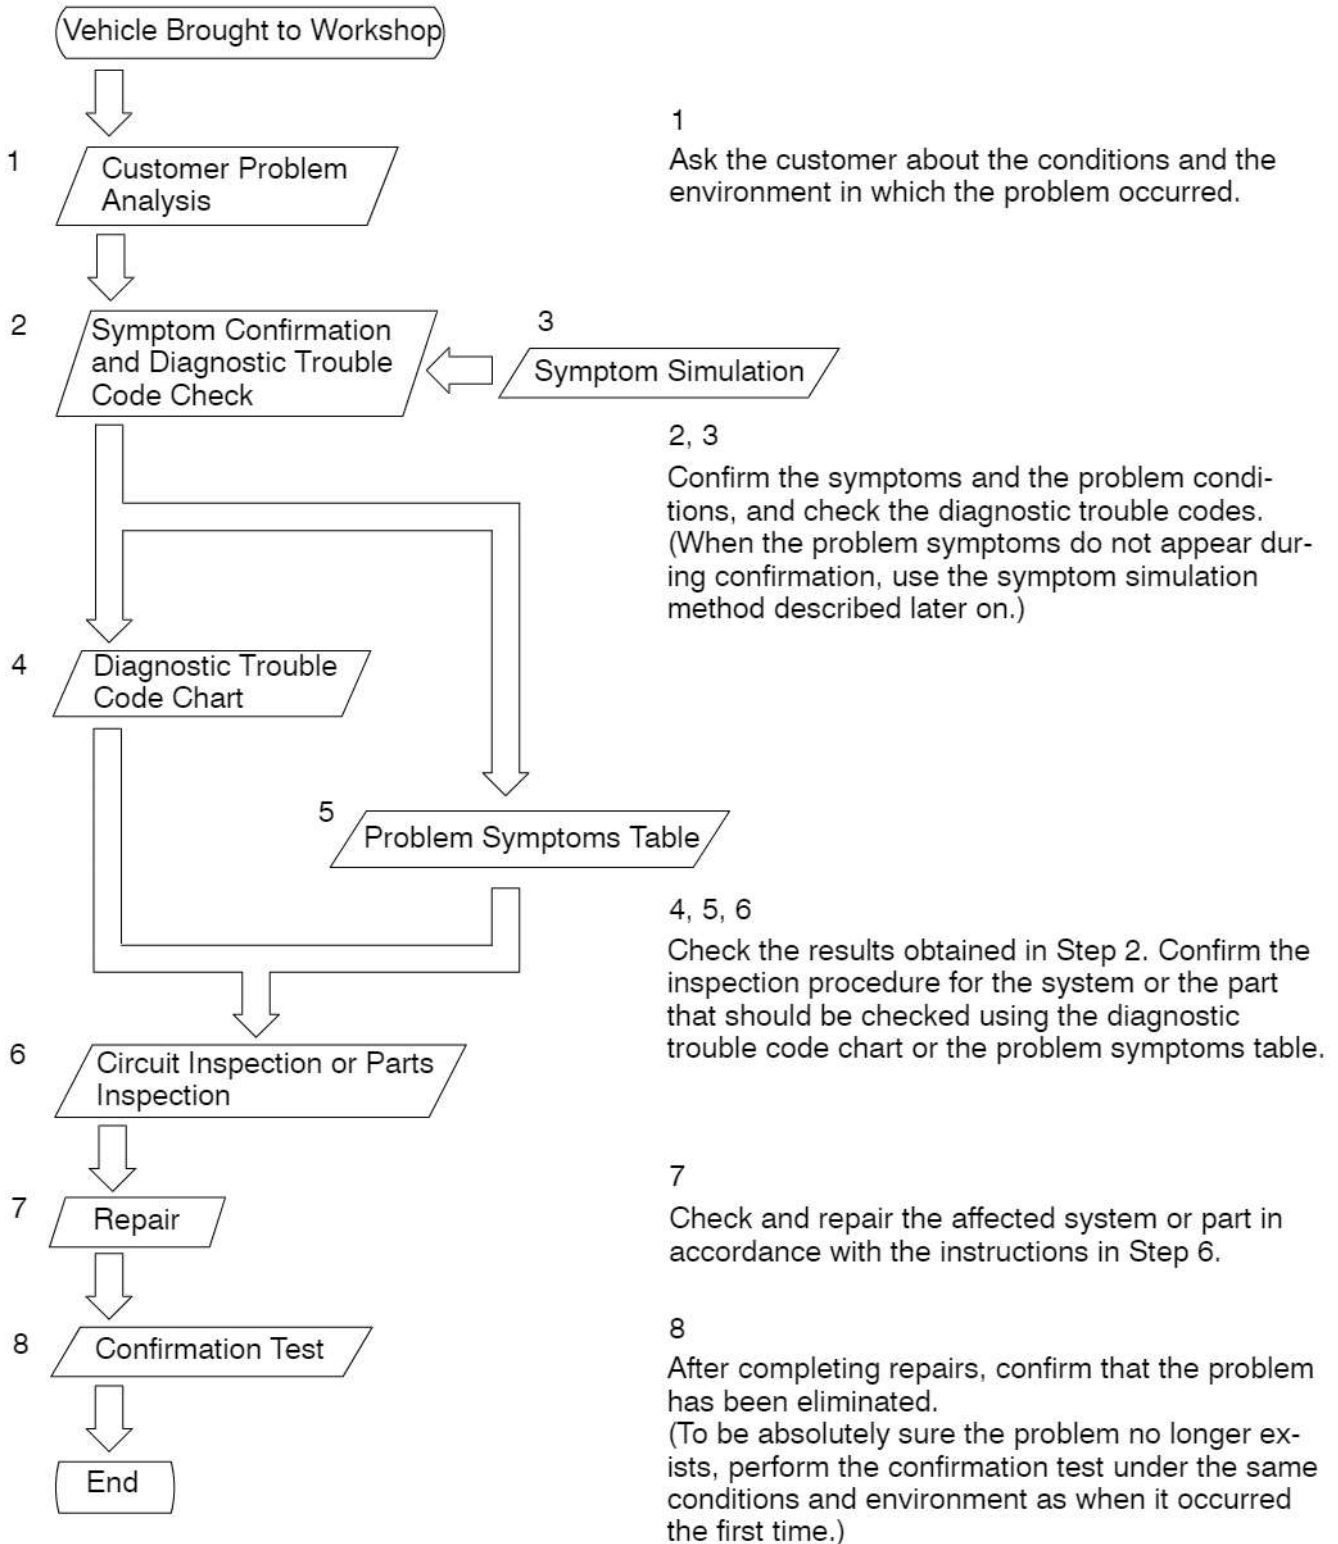 Vehicle Brought to Workshop
1
Customer Problem
Analysis
1
Ask the customer about the conditions and the
environment in which the problem occurred.
2
Symptom Confirmation
and Diagnostic Trouble
Code Check
3
Symptom Simulation
2, 3
Confirm the symptoms and the problem condi-
tions, and check the diagnostic trouble codes.
(When the problem symptoms do not appear dur-
ing confirmation, use the symptom simulation
method described later on.)
4
Diagnostic Trouble
Code Chart
5
Problem Symptoms Table
4, 5, 6
Check the results obtained in Step 2. Confirm the
inspection procedure for the system or the part
that should be checked using the diagnostic
trouble code chart or the problem symptoms table.
6
Circuit Inspection or Parts
Inspection
7
Repair
7
Check and repair the affected system or part in
accordance with the instructions in Step 6.
8
Confirmation Test
8
After completing repairs, confirm that the problem
has been eliminated.
(To be absolutely sure the problem no longer ex-
ists, perform the confirmation test under the same
conditions and environment as when it occurred
the first time.)
End